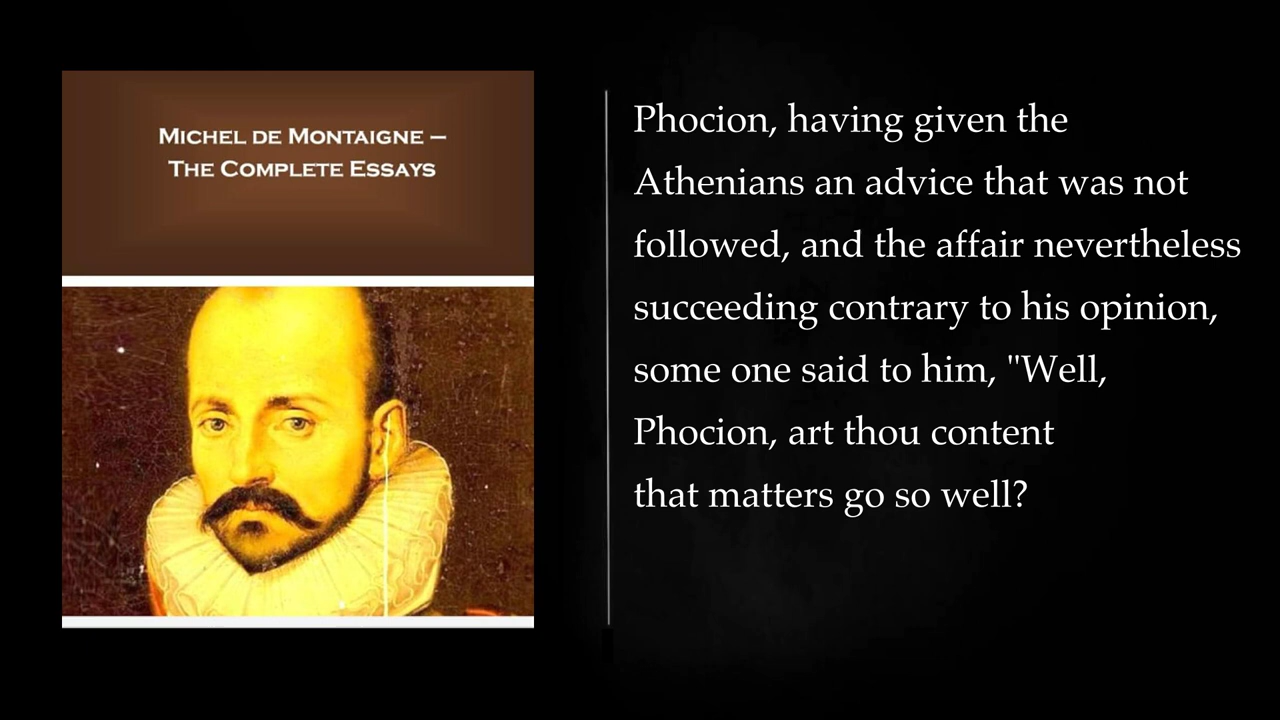 Michel de Montaigne –
The Complete Essays
Phocion, having given the
Athenians an advice that was not
followed, and the affair nevertheless
succeeding contrary to his opinion,
some one said to him, "Well,
Phocion, art thou content
that matters go so well?